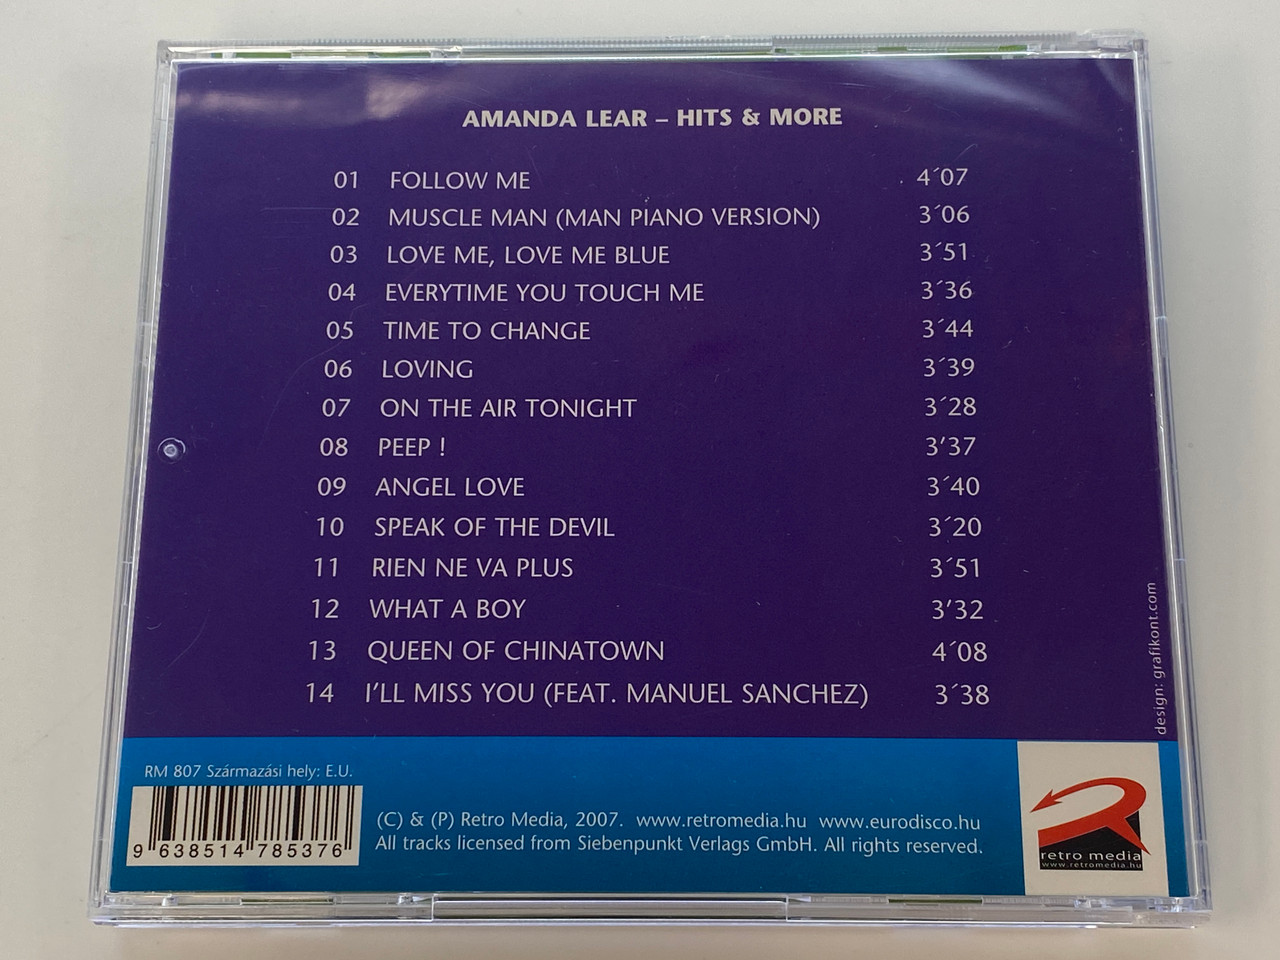 AMANDA LEAR – HITS & MORE
01 FOLLOW ME 4´07
02 MUSCLE MAN (MAN PIANO VERSION) 3´06
03 LOVE ME, LOVE ME BLUE 3´51
04 EVERYTIME YOU TOUCH ME 3´36
05 TIME TO CHANGE 3´44
06 LOVING 3´39
07 ON THE AIR TONIGHT 3´28
08 PEEP ! 3’37
09 ANGEL LOVE 3´40
10 SPEAK OF THE DEVIL 3´20
11 RIEN NE VA PLUS 3´51
12 WHAT A BOY 3’32
13 QUEEN OF CHINATOWN 4´08
14 I’LL MISS YOU (FEAT. MANUEL SANCHEZ) 3´38
design: grafikont.com
RM 807 Származási hely: E.U.
9 638514 785376
(C) & (P) Retro Media, 2007. www.retromedia.hu www.eurodisco.hu
All tracks licensed from Siebenpunkt Verlags GmbH. All rights reserved.
retro media
www.retromedia.hu